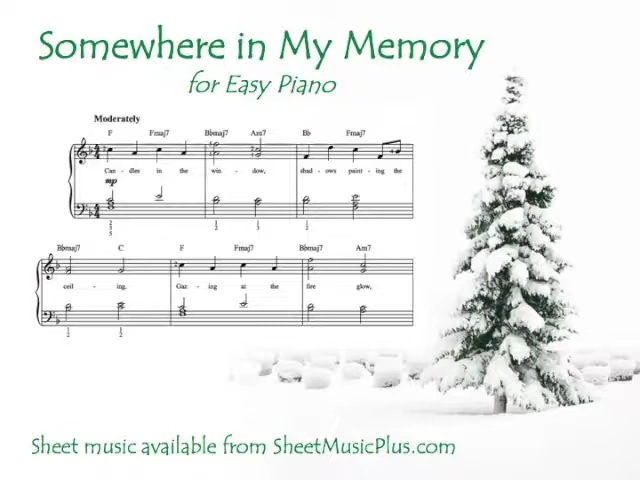 Somewhere in My Memory
for Easy Piano
Moderately
F Fmaj7 Bbmaj7 Am7 Bb Fmaj7
Can - dles in the win - dow, shad - ows paint - ing the
mp
Bbmaj7 C F Fmaj7 Bbmaj7 Am7
ceil - ing. Gaz - ing at the fire glow,
Sheet music available from SheetMusicPlus.com